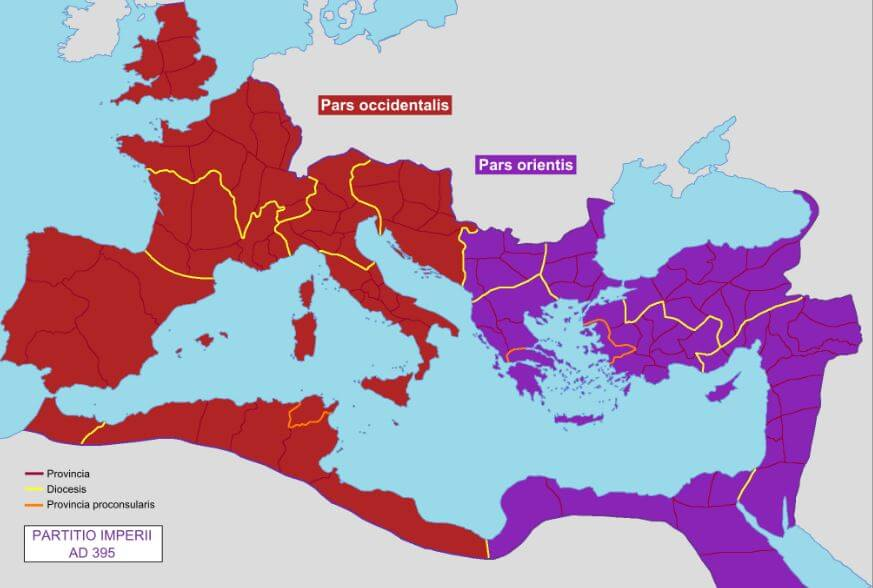 Pars occidentalis
Pars orientis
Provincia
Diocesis
Provincia proconsularis
PARTITIO IMPERII
AD 395